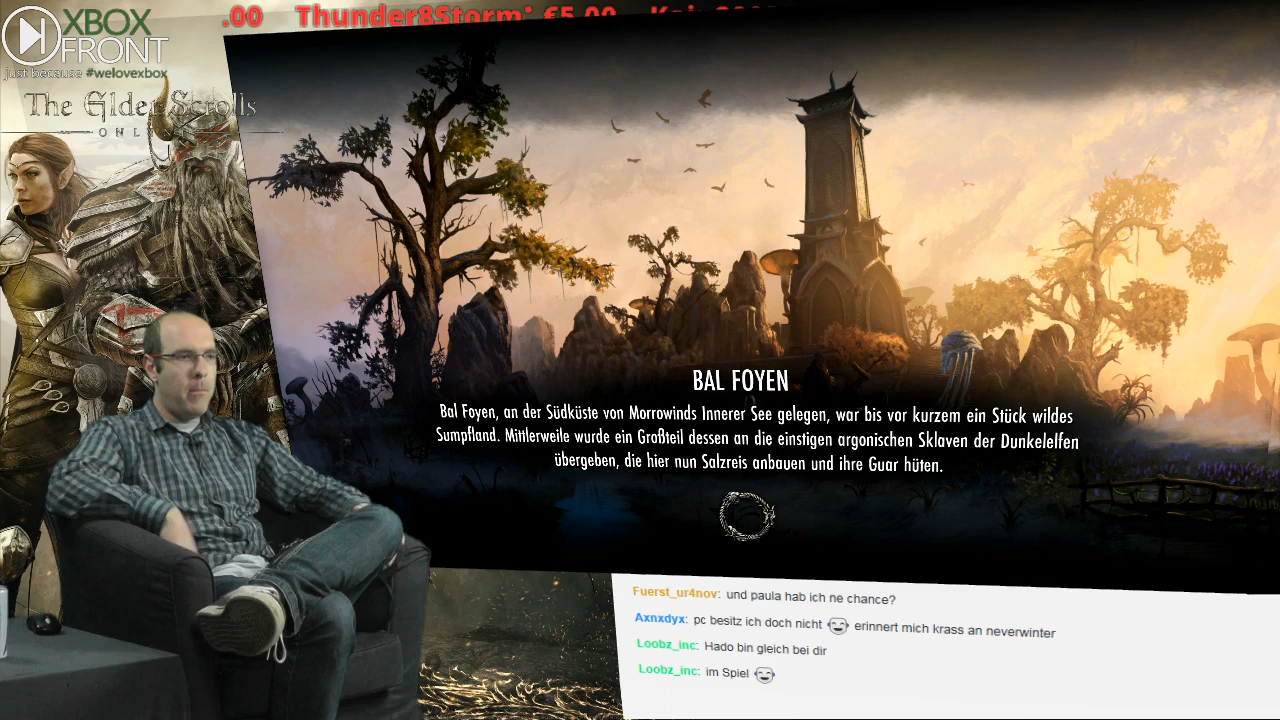 .00 Thunder8Storm: €5.00
XBOX
FRONT
Just because #welovexbox
The Elder Scrolls
ONL
BAL FOYEN
Bal Foyen, an der Südküste von Morrowinds Innerer See gelegen, war bis vor kurzem ein Stück wildes
Sumpfland. Mittlerweile wurde ein Großteil dessen an die einstigen argonischen Sklaven der Dunkelelfen
übergeben, die hier nun Salzreis anbauen und ihre Guar hüten.
Fuerst_ur4nov: und paula hab ich ne chance?
Axnxdyx: pc besitz ich doch nicht erinnert mich krass an neverwinter
Loobz_inc: Hado bin gleich bei dir
Loobz_inc: im Spiel